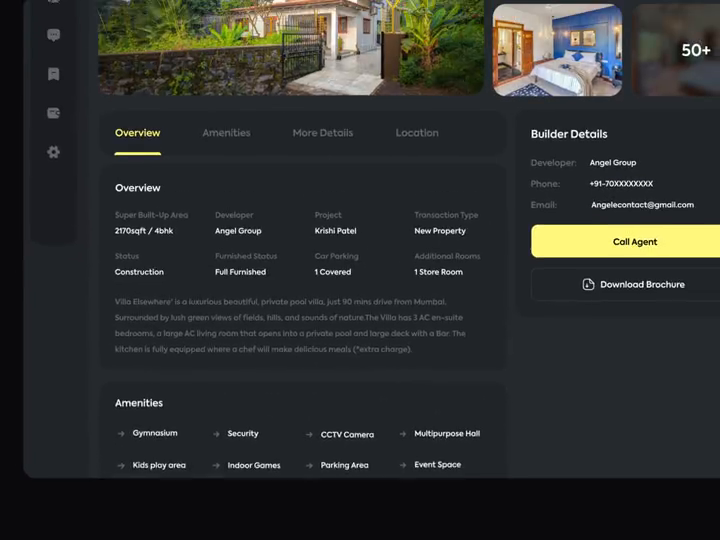 50+
Overview Amenities More Details Location
Overview
Super Built-Up Area Developer Project Transaction Type
2170sqft / 4bhk Angel Group Krishi Patel New Property
Status Furnished Status Car Parking Additional Rooms
Construction Full Furnished 1 Covered 1 Store Room
Villa Elsewhere' is a luxurious beautiful, private pool villa, just 90 mins drive from Mumbai.
Surrounded by lush green views of fields, hills, and sounds of nature.The Villa has 3 AC en-suite
bedrooms, a large AC living room that opens into a private pool and large deck with a Bar. The
kitchen is fully equipped where a chef will make delicious meals (*extra charge).
Amenities
Gymnasium Security CCTV Camera Multipurpose Hall
Kids play area Indoor Games Parking Area Event Space
Builder Details
Developer: Angel Group
Phone: +91-70XXXXXXXX
Email: Angelecontact@gmail.com
Call Agent
Download Brochure